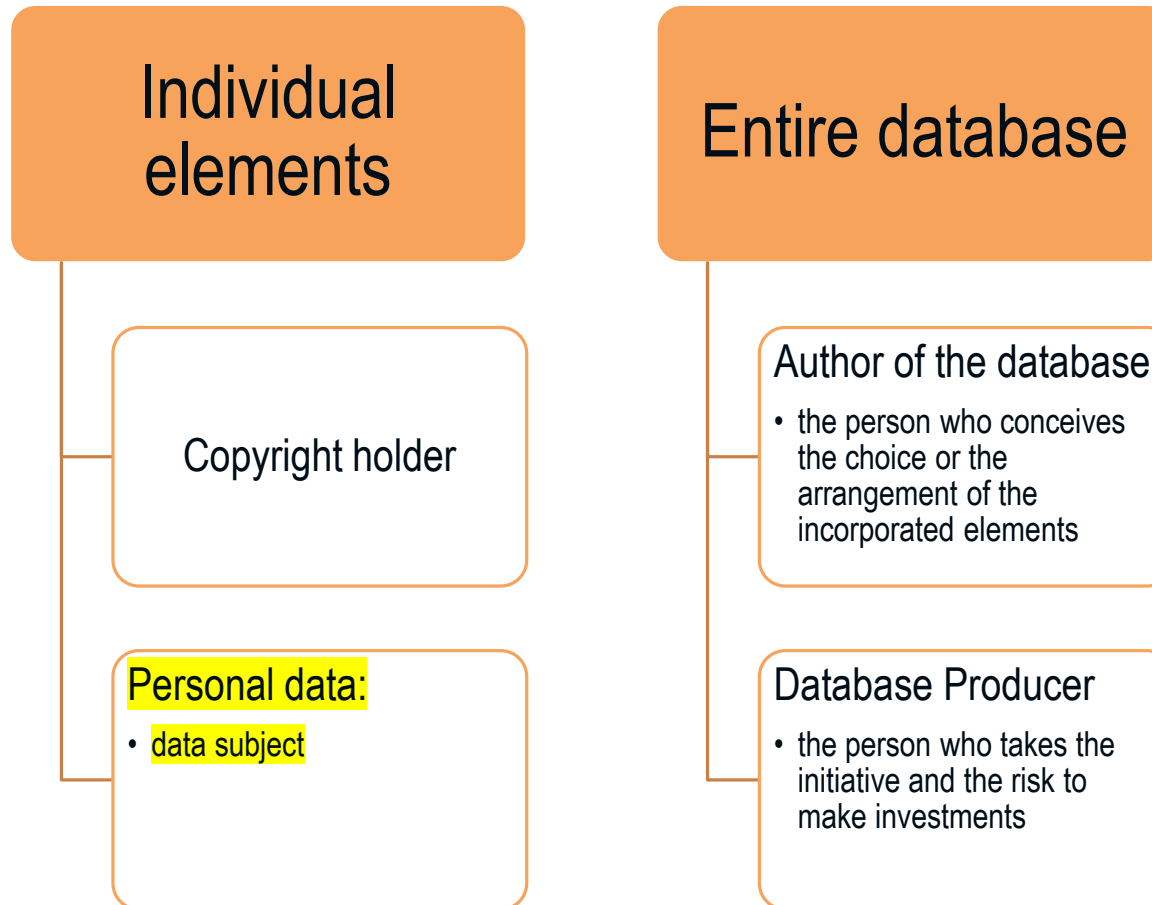 Individual
elements
Copyright holder
Personal data:
• data subject
Entire database
Author of the database
• the person who conceives
the choice or the
arrangement of the
incorporated elements
Database Producer
• the person who takes the
initiative and the risk to
make investments